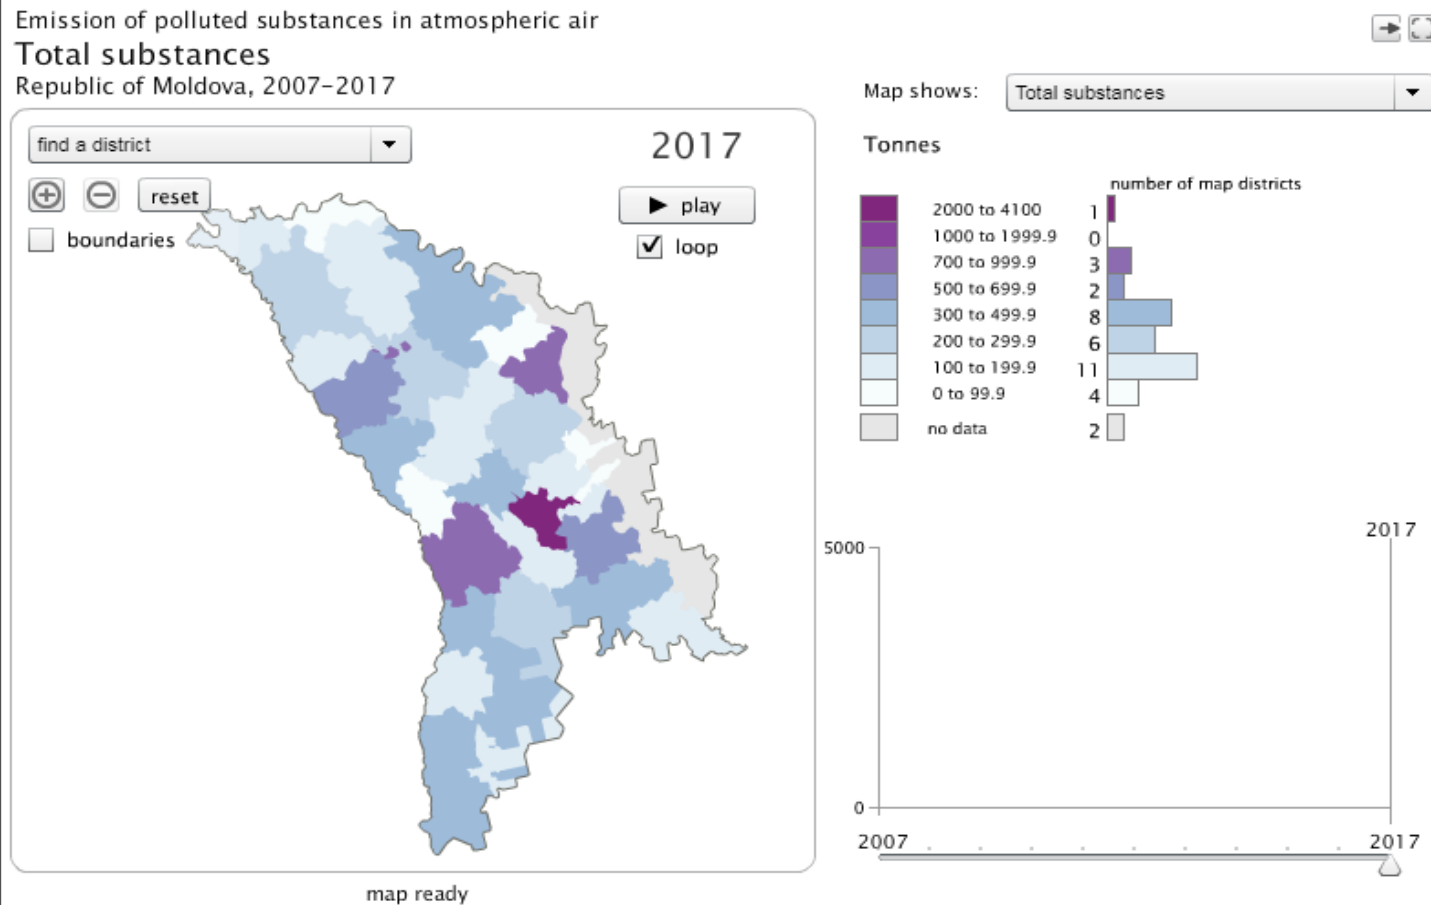 Emission of polluted substances in atmospheric air
Total substances
Republic of Moldova, 2007-2017
find a district
2017
reset
play
boundaries
loop
map ready
Map shows:
Total substances
Tonnes
number of map districts
2000 to 4100 1
1000 to 1999.9 0
700 to 999.9 3
500 to 699.9 2
300 to 499.9 8
200 to 299.9 6
100 to 199.9 11
0 to 99.9 4
no data 2
2017
5000
0
2007 2017